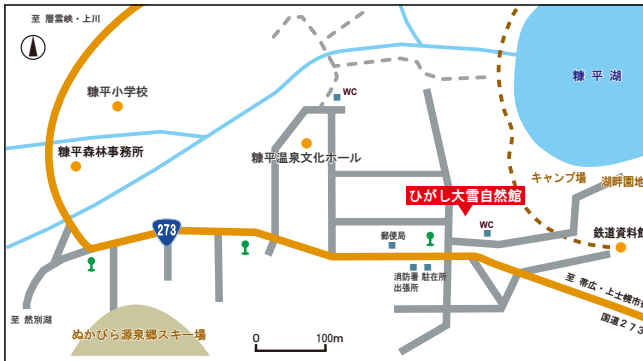 至 層雲峡・上川
糠平小学校
WC
糠平湖
糠平森林事務所
糠平温泉文化ホール
キャンプ場
湖畔園地
ひがし大雪自然館
273
郵便局
WC
鉄道資料館
消防署
出張所
駐在所
至 帯広・上士幌市街
至 然別湖
ぬかびら源泉郷スキー場
0
100m
国道273